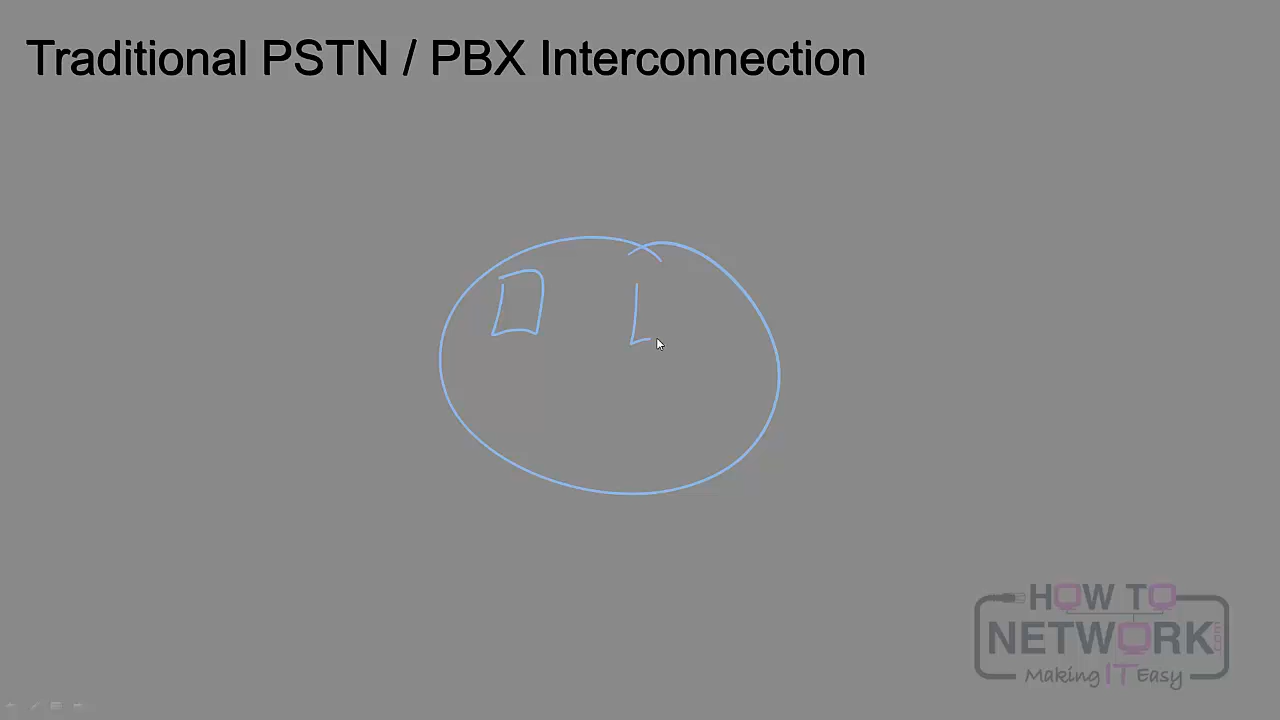 Traditional PSTN / PBX Interconnection
HOW TO
NETWORK.com
Making IT Easy